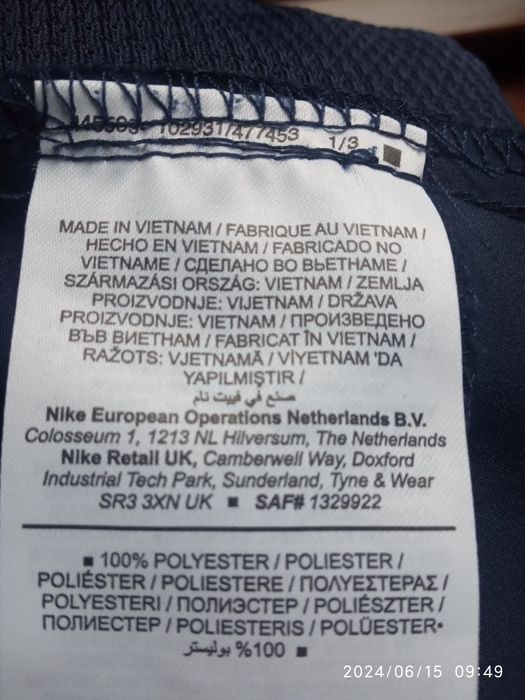 102931/477453 1/3
MADE IN VIETNAM / FABRIQUE AU VIETNAM /
HECHO EN VIETNAM / FABRICADO NO
VIETNAME / СДЕЛАНО ВО ВЬЕТНАМЕ /
SZÁRMAZÁSI ORSZÁG: VIETNAM / ZEMLJA
PROIZVODNJE: VIJETNAM / DRŽAVA
PROIZVODNJE: VIETNAM / ПРОИЗВЕДЕНО
ВЪВ ВИЕТНАМ / FABRICAT ÎN VIETNAM /
RAŽOTS: VJETNAMĀ / VİYETNAM 'DA
YAPILMIŞTIR /
صنع في فييت نام
Nike European Operations Netherlands B.V.
Colosseum 1, 1213 NL Hilversum, The Netherlands
Nike Retail UK, Camberwell Way, Doxford
Industrial Tech Park, Sunderland, Tyne & Wear
SR3 3XN UK ■ SAF# 1329922
■ 100% POLYESTER / POLIESTER /
POLIÉSTER / POLIESTERE / ΠΟΛΥΕΣΤΕΡΑΣ /
POLYESTERI / ПОЛИЭСТЕР / POLIÉSZTER /
ПОЛИЕСТЕР / POLIESTERIS / POLÜESTER•
%100 بوليستر ■
2024/06/15 09:49